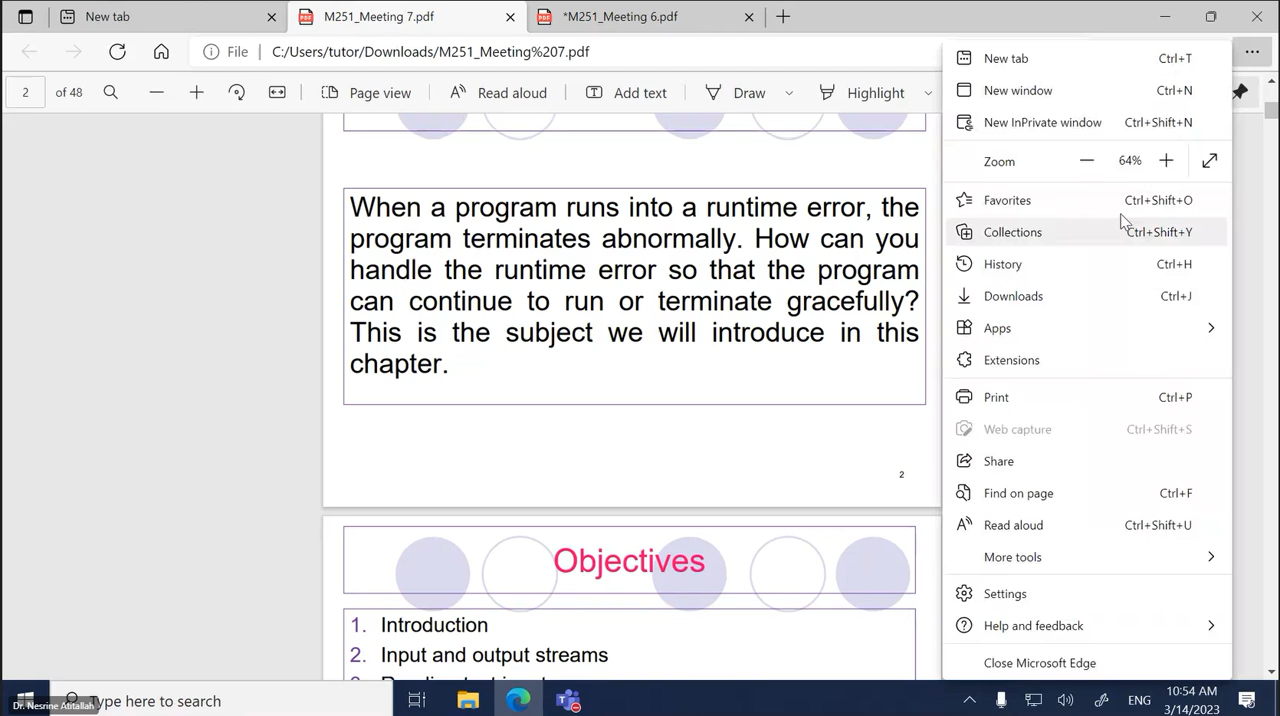 New tab
M251_Meeting 7.pdf
*M251_Meeting 6.pdf
File
C:/Users/tutor/Downloads/M251_Meeting%207.pdf
2 of 48
Page view
Read aloud
Add text
Draw
Highlight
When a program runs into a runtime error, the
program terminates abnormally. How can you
handle the runtime error so that the program
can continue to run or terminate gracefully?
This is the subject we will introduce in this
chapter.
2
Objectives
1. Introduction
2. Input and output streams
New tab Ctrl+T
New window Ctrl+N
New InPrivate window Ctrl+Shift+N
Zoom 64%
Favorites Ctrl+Shift+O
Collections Ctrl+Shift+Y
History Ctrl+H
Downloads Ctrl+J
Apps
Extensions
Print Ctrl+P
Web capture Ctrl+Shift+S
Share
Find on page Ctrl+F
Read aloud Ctrl+Shift+U
More tools
Settings
Help and feedback
Close Microsoft Edge
Type here to search
Dr. Nesrine Atitallah
ENG
10:54 AM
3/14/2023